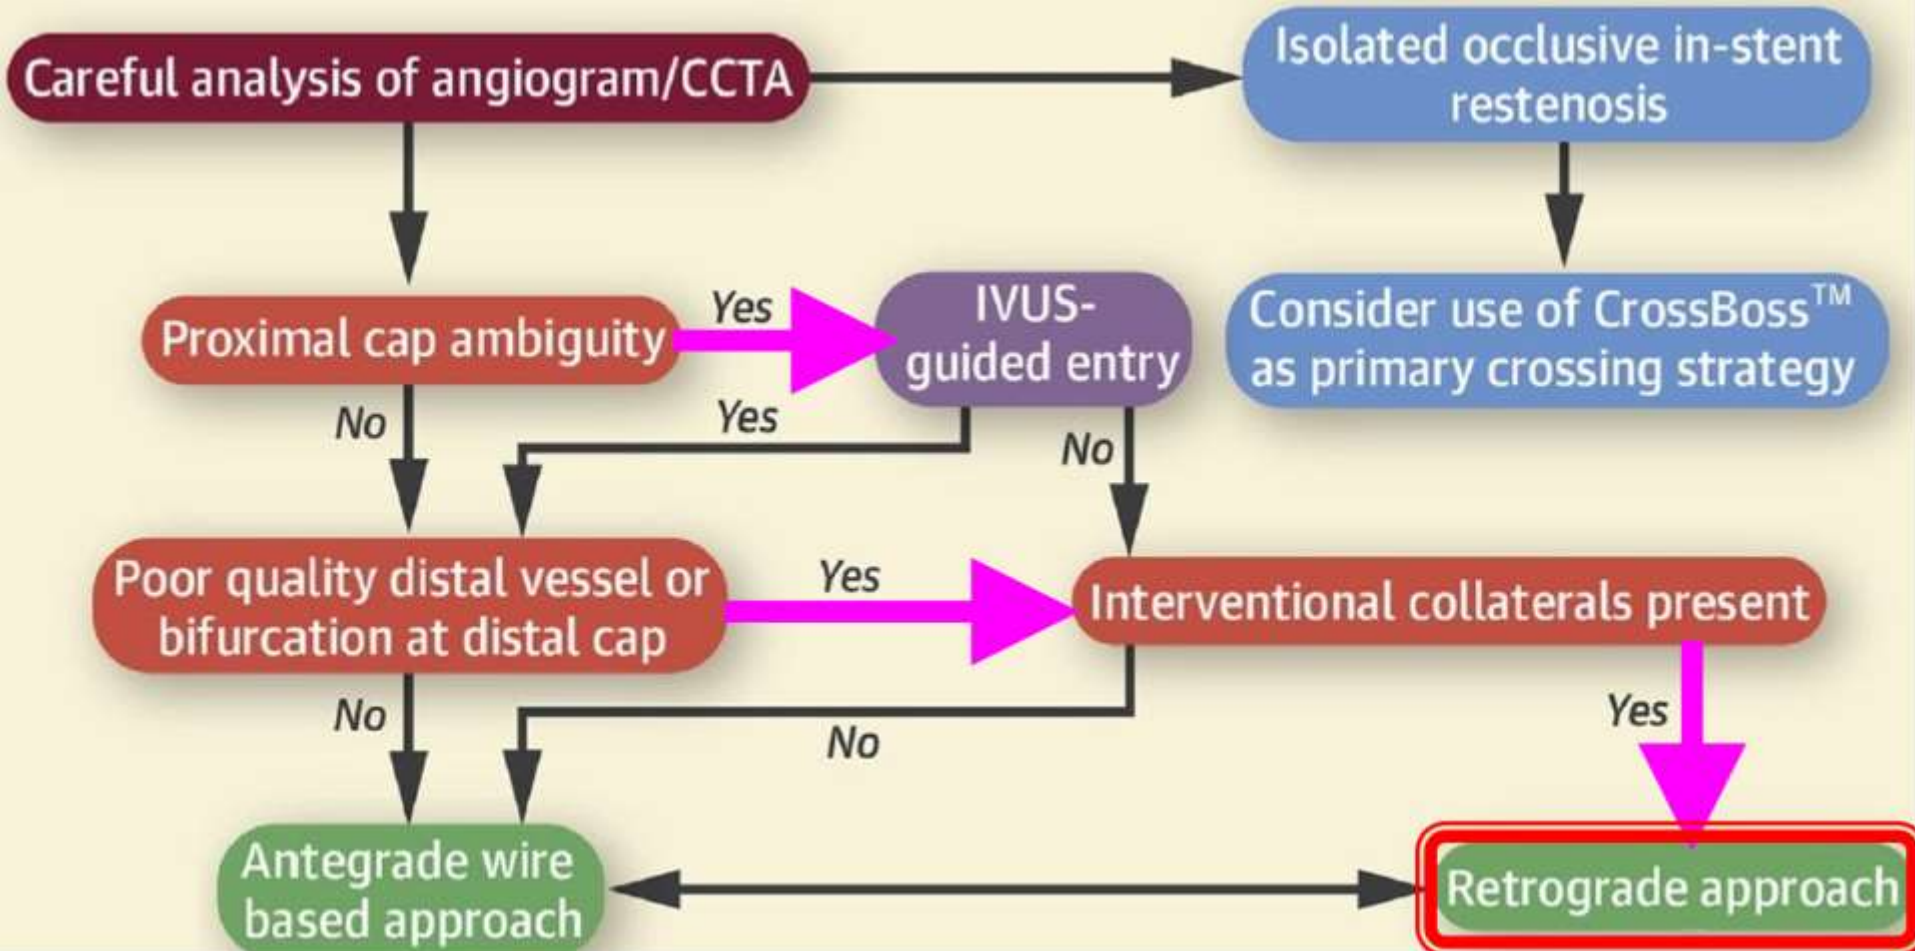 Careful analysis of angiogram/CCTA
Isolated occlusive in-stent
restenosis
Proximal cap ambiguity
Yes
IVUS-
guided entry
Consider use of CrossBoss™
as primary crossing strategy
No
Yes
No
Poor quality distal vessel or
bifurcation at distal cap
Yes
Interventional collaterals present
No
No
Yes
Antegrade wire
based approach
Retrograde approach